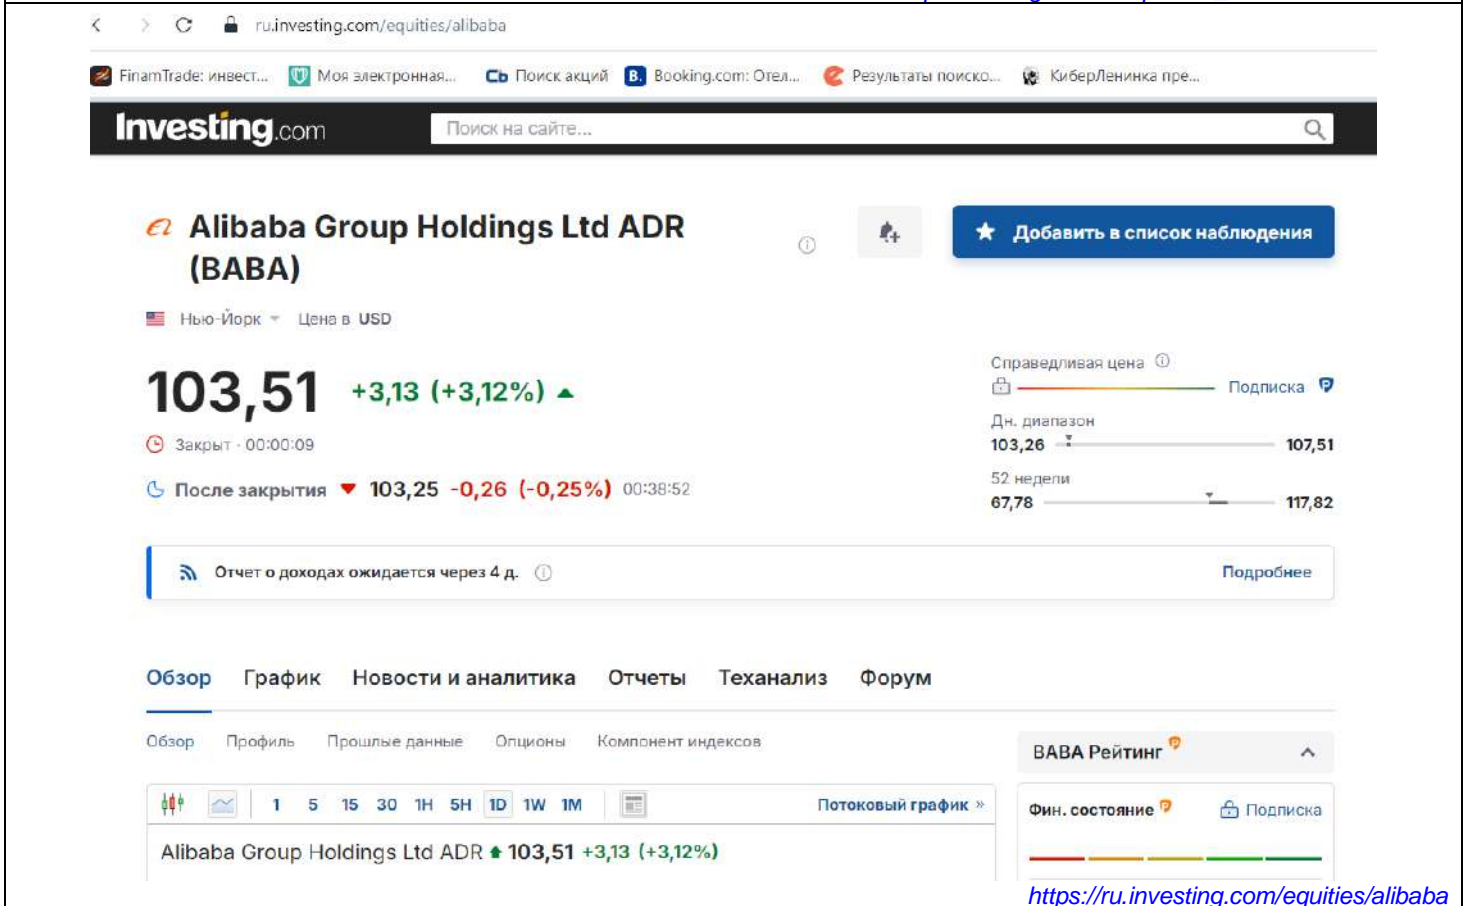 ru.investing.com/equities/alibaba
FinamTrade: инвест... Моя электронная... Сь Поиск акций B. Booking.com: Отел... Результаты поиско... КиберЛенинка пре...
Investing.com Поиск на сайте...
Alibaba Group Holdings Ltd ADR
(BABA)
Добавить в список наблюдения
Нью-Йорк Цена в USD
103,51 +3,13 (+3,12%)
Закрыт · 00:00:09
После закрытия 103,25 -0,26 (-0,25%) 00:38:52
Справедливая цена
Подписка
Дн. диапазон
103,26 107,51
52 недели
67,78 117,82
Отчет о доходах ожидается через 4 д. Подробнее
Обзор График Новости и аналитика Отчеты Теханализ Форум
Обзор Профиль Прошлые данные Опционы Компонент индексов
1 5 15 30 1H 5H 1D 1W 1M Потоковый график »
Alibaba Group Holdings Ltd ADR 103,51 +3,13 (+3,12%)
BABA Рейтинг
Фин. состояние Подписка
https://ru.investing.com/equities/alibaba